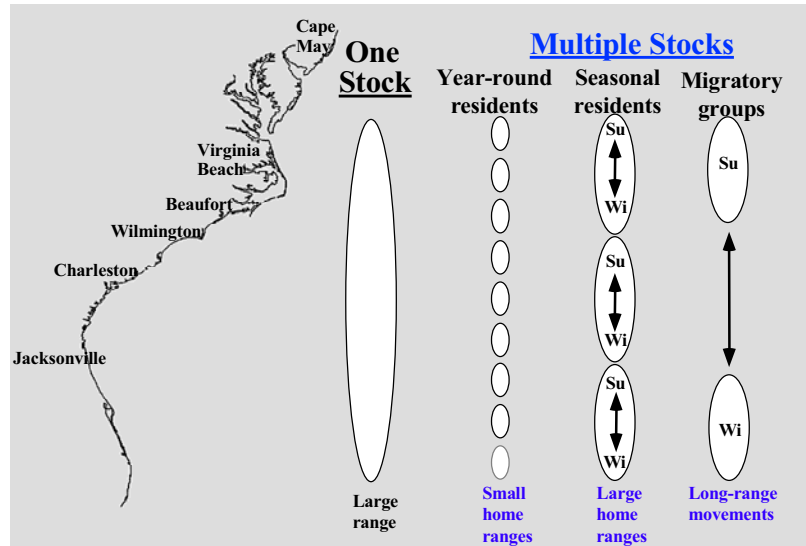 Cape
May
Virginia
Beach
Beaufort
Wilmington
Charleston
Jacksonville
One
Stock
Large
range
Multiple Stocks
Year-round
residents
Small
home
ranges
Seasonal
residents
Su
Wi
Su
Wi
Su
Wi
Large
home
ranges
Migratory
groups
Su
Wi
Long-range
movements